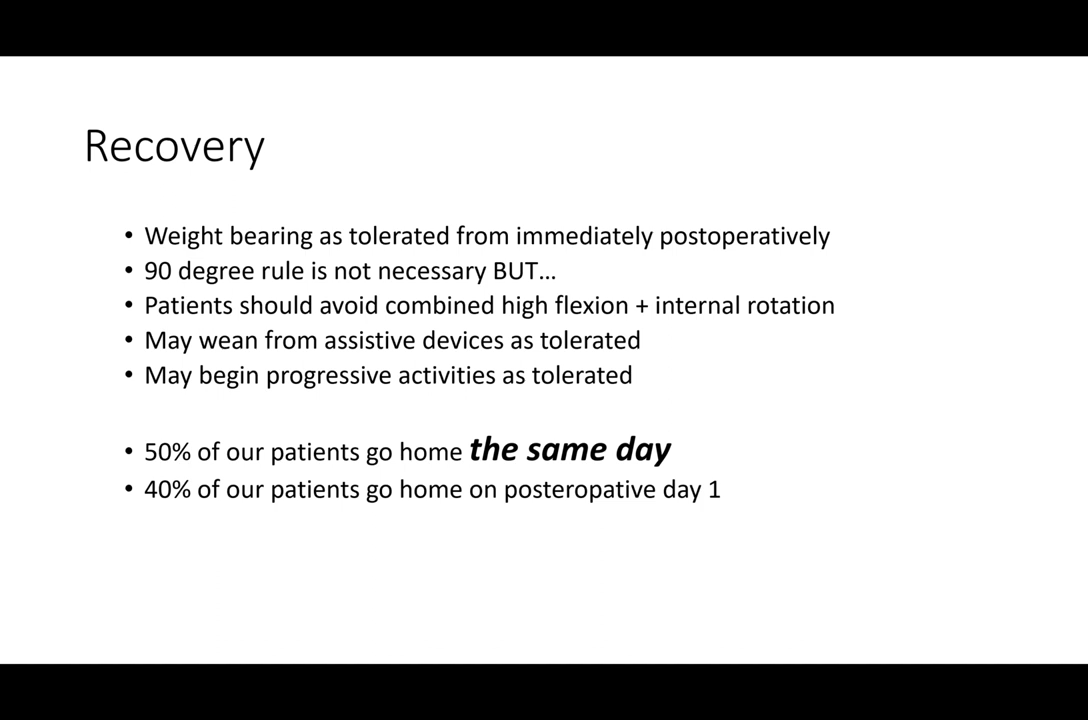 Recovery
• Weight bearing as tolerated from immediately postoperatively
• 90 degree rule is not necessary BUT...
• Patients should avoid combined high flexion + internal rotation
• May wean from assistive devices as tolerated
• May begin progressive activities as tolerated
• 50% of our patients go home the same day
• 40% of our patients go home on posteropative day 1